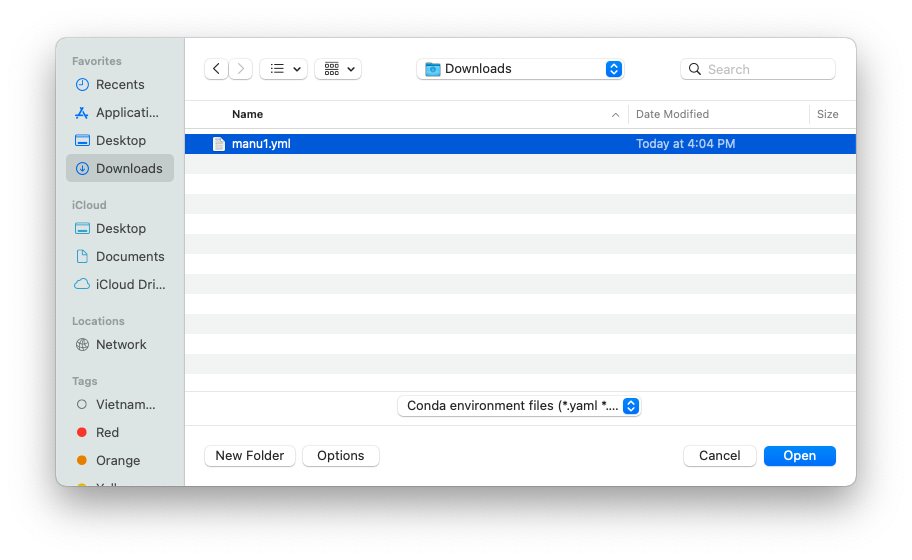 Favorites
Recents
Applicati...
Desktop
Downloads
iCloud
Desktop
Documents
iCloud Dri...
Locations
Network
Tags
Vietnam...
Red
Orange
Downloads
Search
Name
Date Modified
Size
manu1.yml
Today at 4:04 PM
Conda environment files (*.yaml *....
New Folder
Options
Cancel
Open